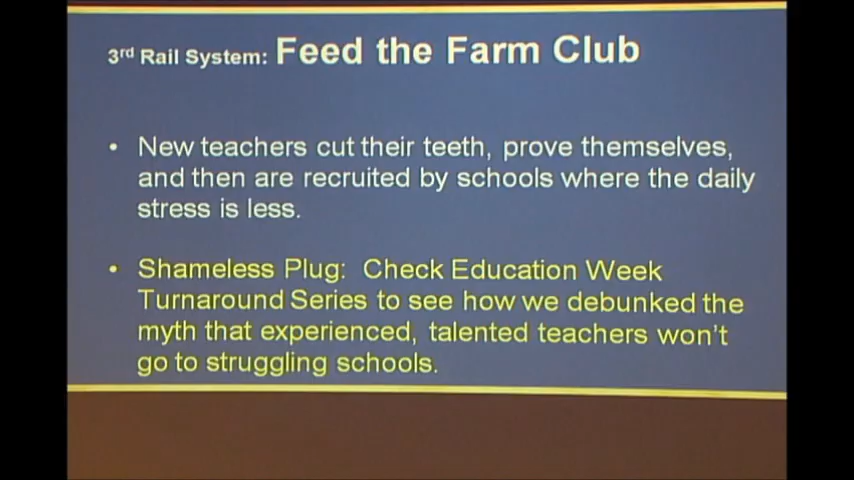 3rd Rail System: Feed the Farm Club
• New teachers cut their teeth, prove themselves,
and then are recruited by schools where the daily
stress is less.
• Shameless Plug: Check Education Week
Turnaround Series to see how we debunked the
myth that experienced, talented teachers won't
go to struggling schools.